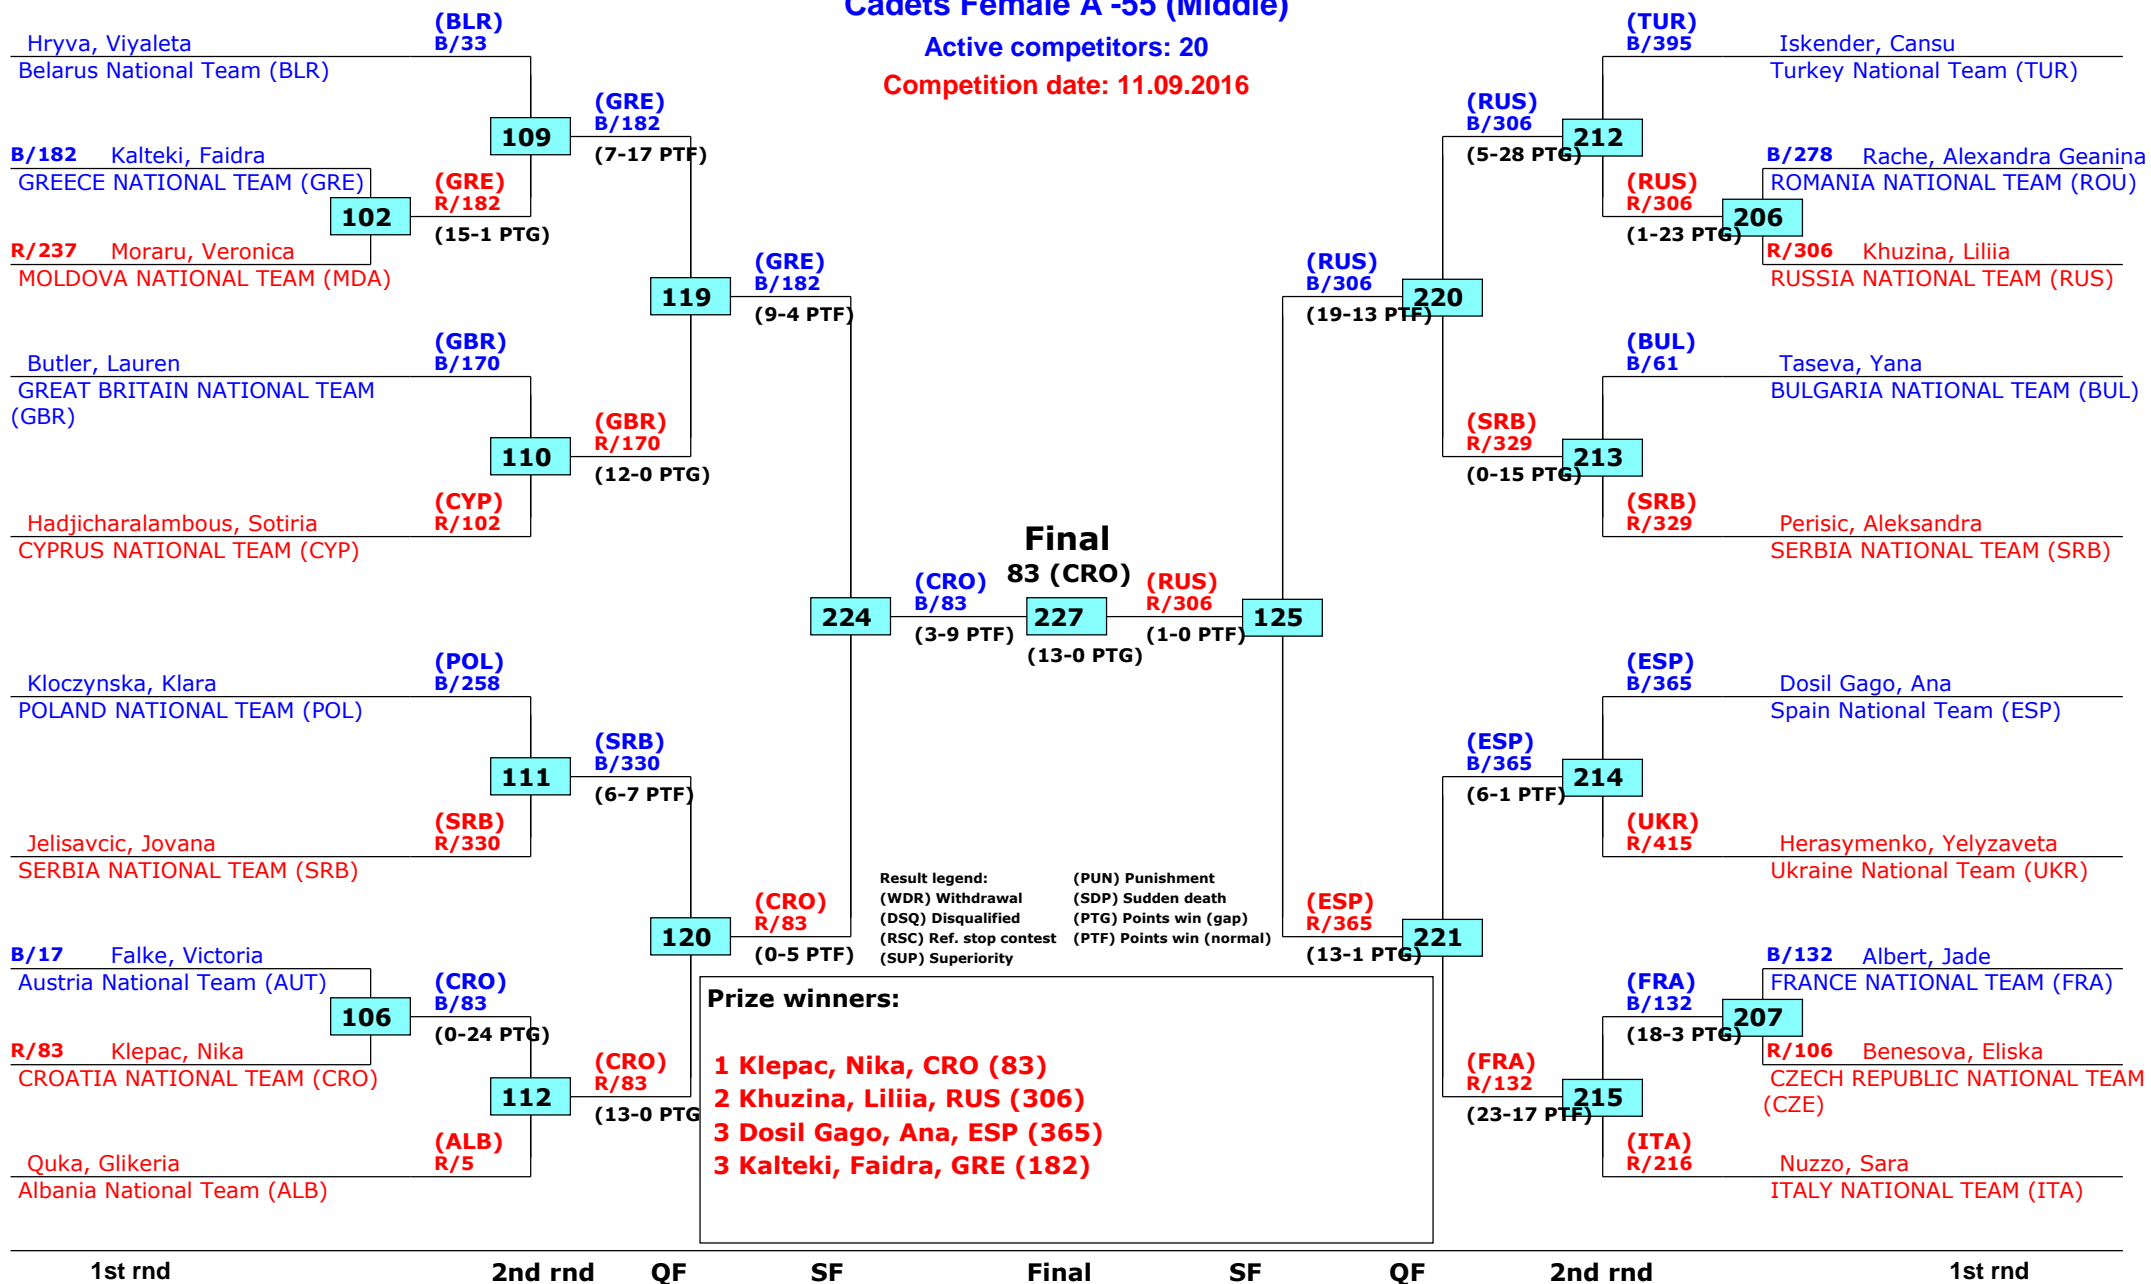 Cadets Female A -55 (Middle)
Active competitors: 20
Competition date: 11.09.2016
(BLR)
B/33
Hryva, Viyaleta
Belarus National Team (BLR)
B/182 Kalteki, Faidra
GREECE NATIONAL TEAM (GRE)
102
R/237 Moraru, Veronica
MOLDOVA NATIONAL TEAM (MDA)
(GRE)
R/182
(15-1 PTG)
109
(GRE)
B/182
(7-17 PTF)
(GBR)
B/170
Butler, Lauren
GREAT BRITAIN NATIONAL TEAM
(GBR)
110
(CYP)
R/102
Hadjicharalambous, Sotiria
CYPRUS NATIONAL TEAM (CYP)
(GBR)
R/170
(12-0 PTG)
119
(GRE)
B/182
(9-4 PTF)
(POL)
B/258
Kloczynska, Klara
POLAND NATIONAL TEAM (POL)
111
(SRB)
R/330
Jelisavcic, Jovana
SERBIA NATIONAL TEAM (SRB)
(SRB)
B/330
(6-7 PTF)
B/17 Falke, Victoria
Austria National Team (AUT)
106
R/83 Klepac, Nika
CROATIA NATIONAL TEAM (CRO)
(CRO)
B/83
(0-24 PTG)
112
(ALB)
R/5
Quka, Glikeria
Albania National Team (ALB)
(CRO)
R/83
(13-0 PTG
120
(CRO)
R/83
(0-5 PTF)
224
(CRO)
B/83
(3-9 PTF)
Final
83 (CRO)
227
(13-0 PTG)
(RUS)
R/306
(1-0 PTF)
125
(RUS)
B/306
(19-13 PTF)
220
(RUS)
B/306
(5-28 PTG)
212
(TUR)
B/395
Iskender, Cansu
Turkey National Team (TUR)
(RUS)
R/306
(1-23 PTG)
206
B/278 Rache, Alexandra Geanina
ROMANIA NATIONAL TEAM (ROU)
R/306 Khuzina, Liliia
RUSSIA NATIONAL TEAM (RUS)
(SRB)
R/329
(0-15 PTG)
213
(BUL)
B/61
Taseva, Yana
BULGARIA NATIONAL TEAM (BUL)
(SRB)
R/329
Perisic, Aleksandra
SERBIA NATIONAL TEAM (SRB)
(ESP)
R/365
(13-1 PTG)
221
(ESP)
B/365
(6-1 PTF)
214
(ESP)
B/365
Dosil Gago, Ana
Spain National Team (ESP)
(UKR)
R/415
Herasymenko, Yelyzaveta
Ukraine National Team (UKR)
(FRA)
R/132
(23-17 PTF)
215
(FRA)
B/132
(18-3 PTG)
207
B/132 Albert, Jade
FRANCE NATIONAL TEAM (FRA)
R/106 Benesova, Eliska
CZECH REPUBLIC NATIONAL TEAM
(CZE)
(ITA)
R/216
Nuzzo, Sara
ITALY NATIONAL TEAM (ITA)
Result legend: (PUN) Punishment
(WDR) Withdrawal (SDP) Sudden death
(DSQ) Disqualified (PTG) Points win (gap)
(RSC) Ref. stop contest (PTF) Points win (normal)
(SUP) Superiority
Prize winners:
1 Klepac, Nika, CRO (83)
2 Khuzina, Liliia, RUS (306)
3 Dosil Gago, Ana, ESP (365)
3 Kalteki, Faidra, GRE (182)
1st rnd 2nd rnd QF SF Final SF QF 2nd rnd 1st rnd